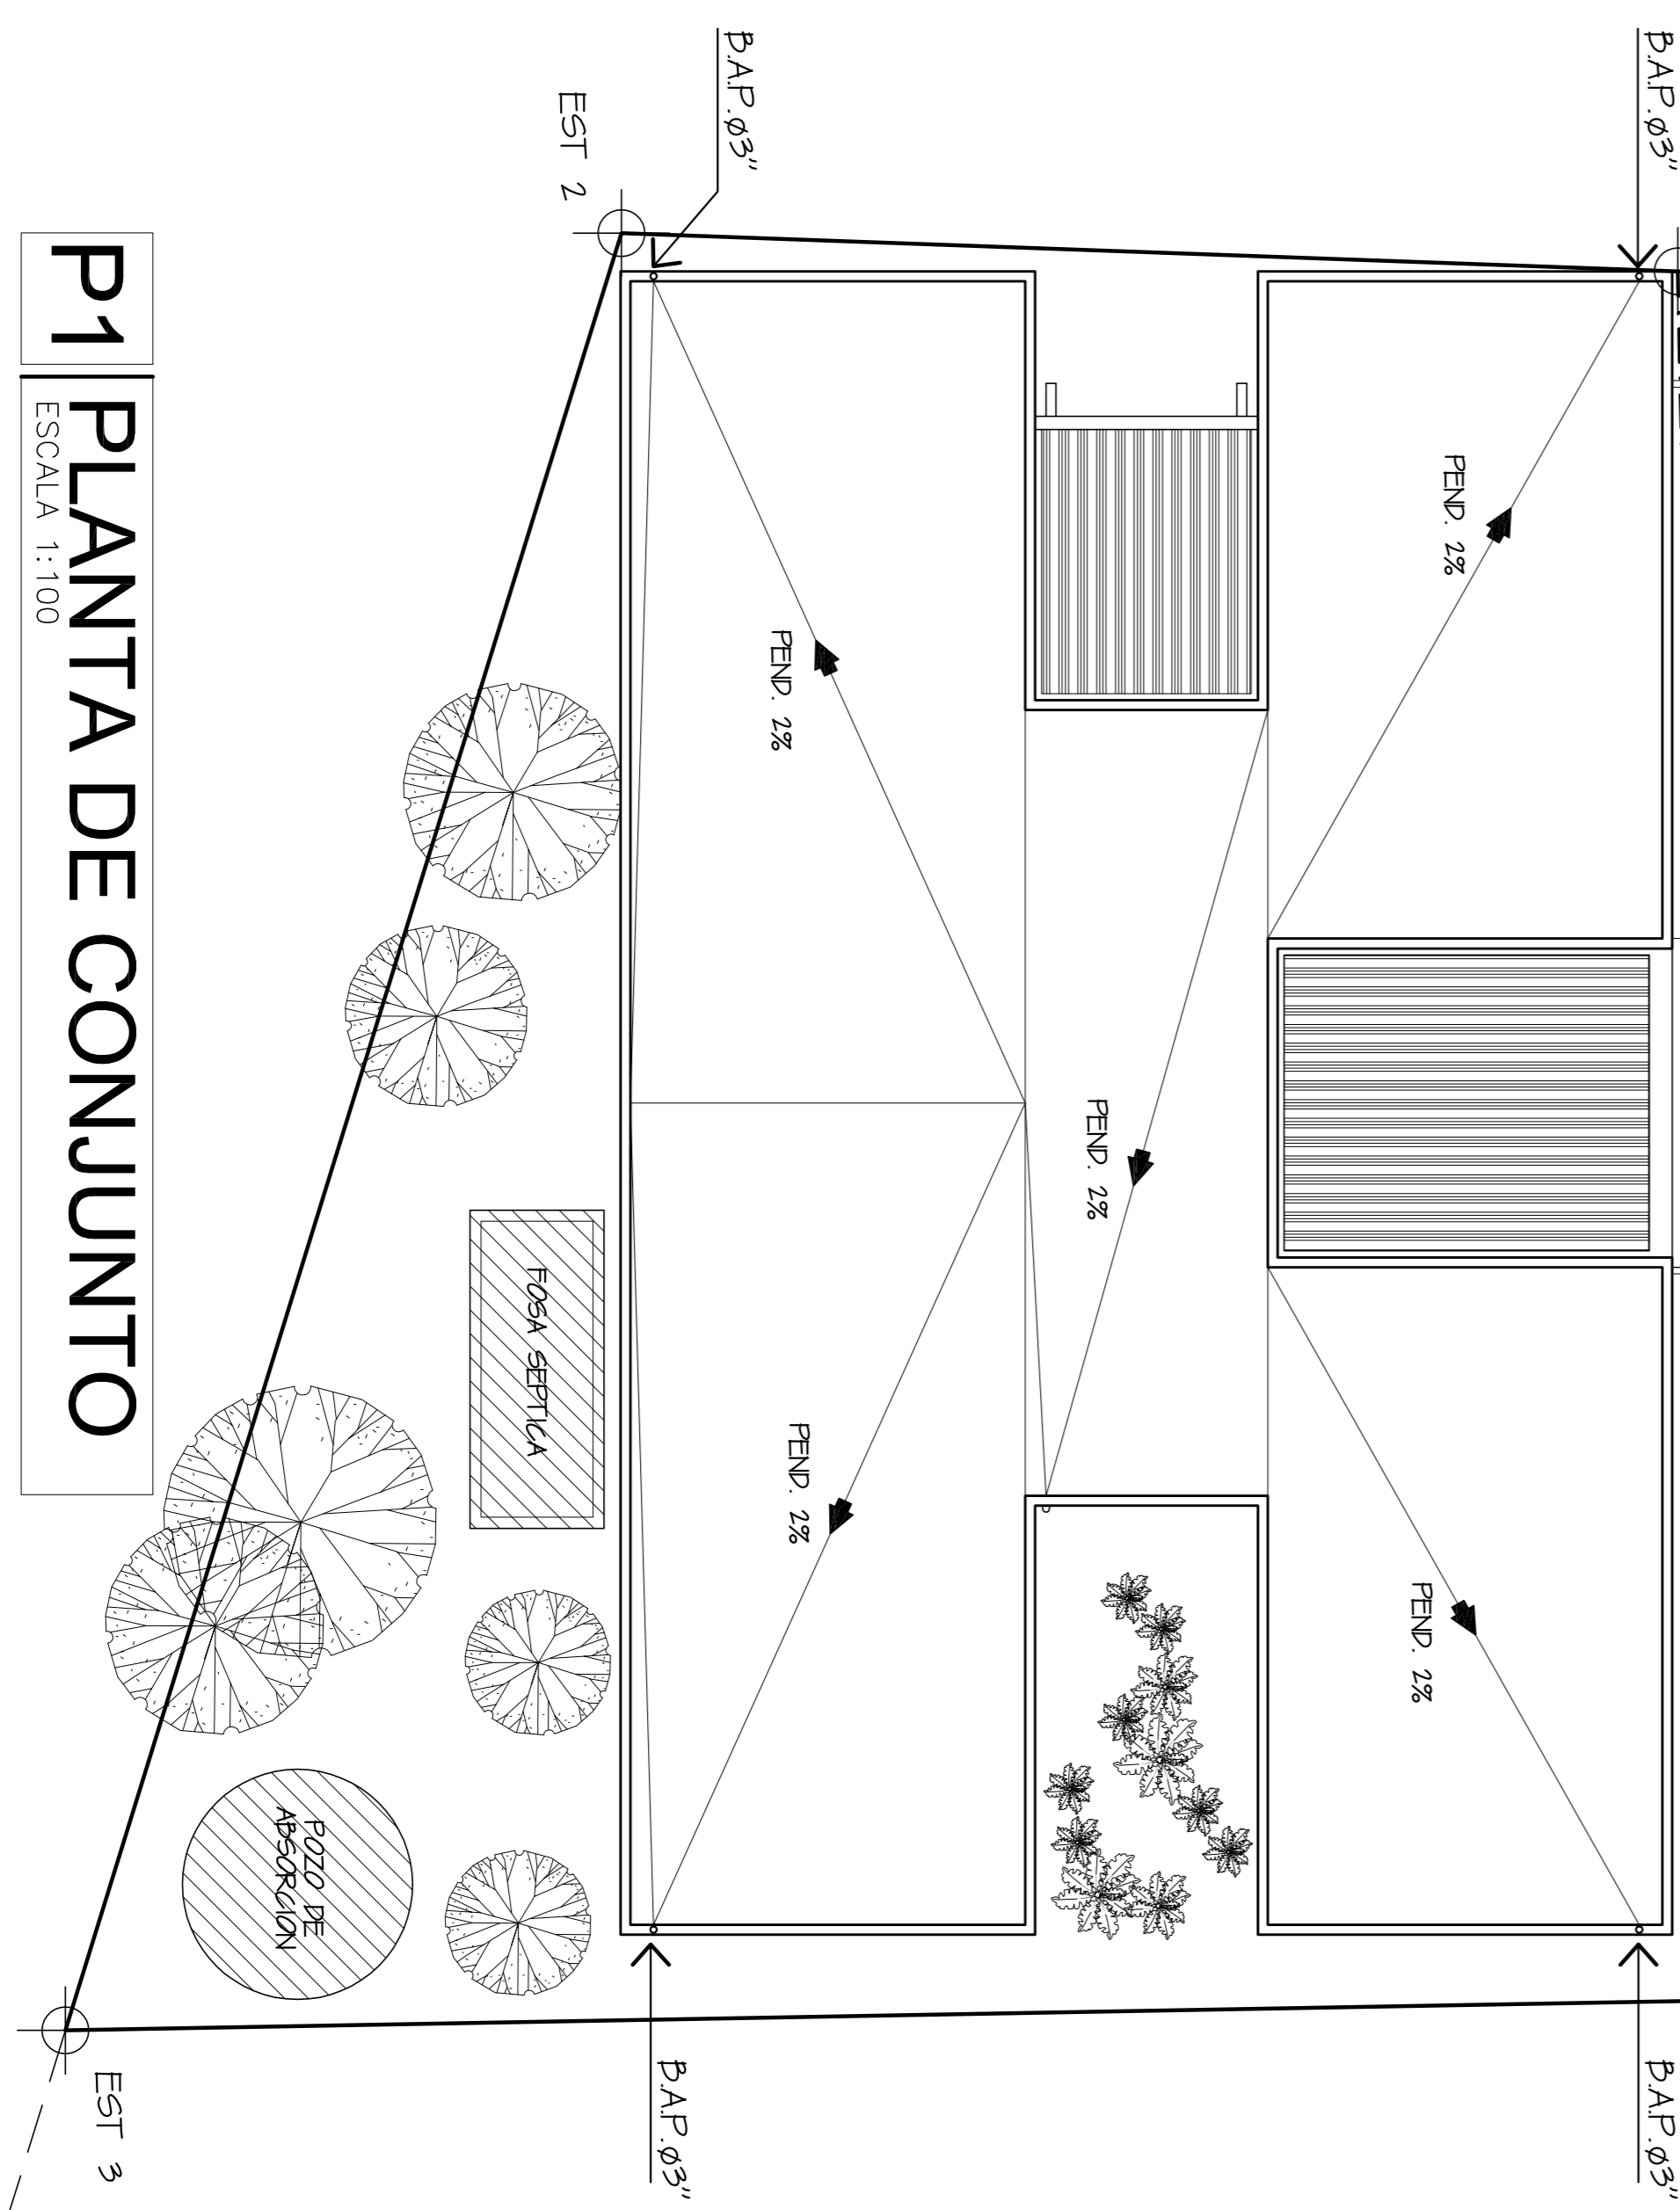 B.A.P.ø3"
B.A.P.ø3"
PEND. 2%
PEND. 2%
PEND. 2%
PEND. 2%
PEND. 2%
B.A.P.ø3"
B.A.P.ø3"
EST 2
FOSA SEPTICA
POZO DE
ABSORCION
EST 3
P1 PLANTA DE CONJUNTO
ESCALA 1:100